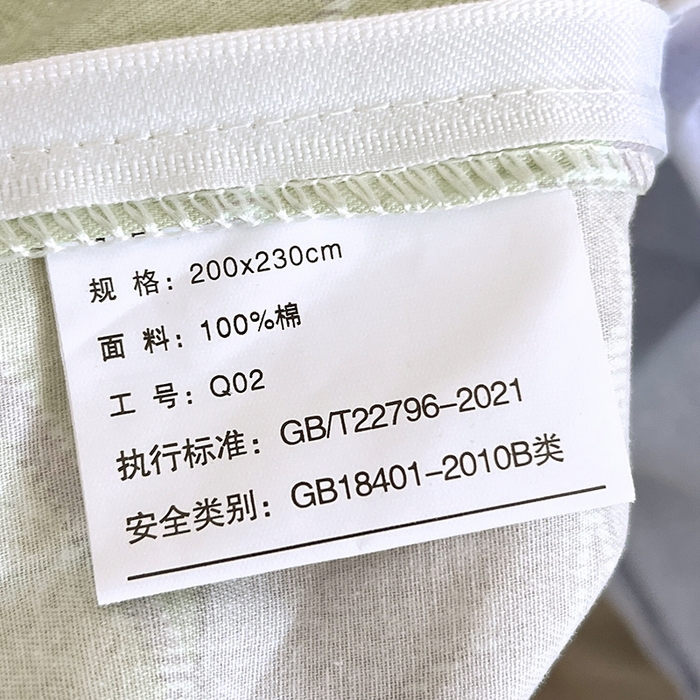 规 格：200x230cm
面 料：100%棉
工 号：Q02
执行标准：GB/T22796-2021
安全类别：GB18401-2010B类